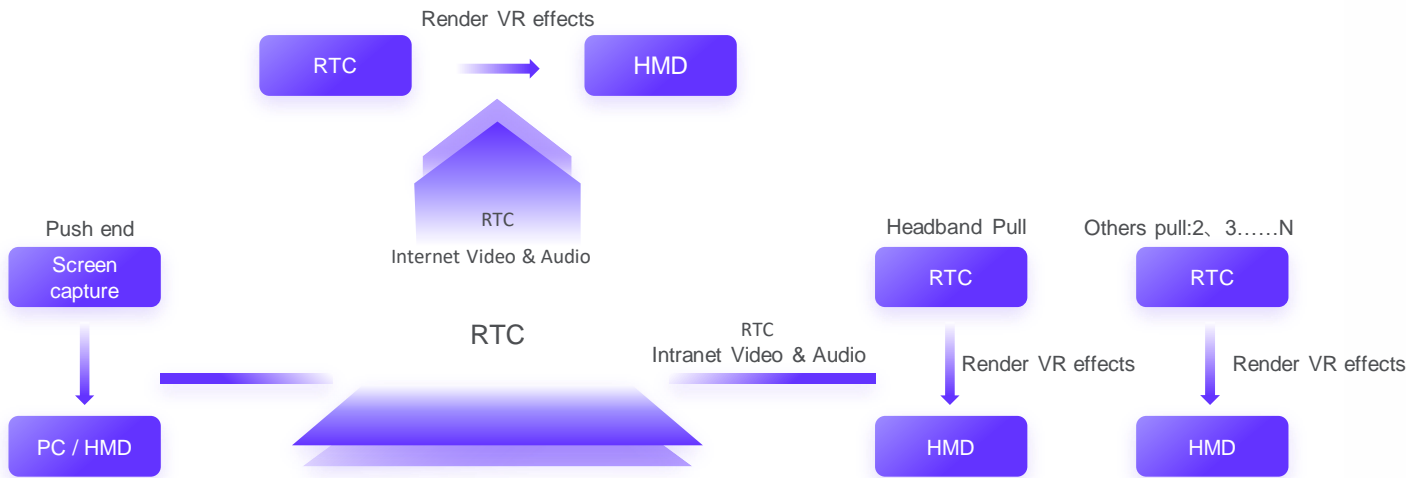 Render VR effects
RTC
HMD
RTC
Internet Video & Audio
Push end
Screen
capture
PC / HMD
RTC
RTC
Intranet Video & Audio
Headband Pull
RTC
Render VR effects
HMD
Others pull:2、3……N
RTC
Render VR effects
HMD